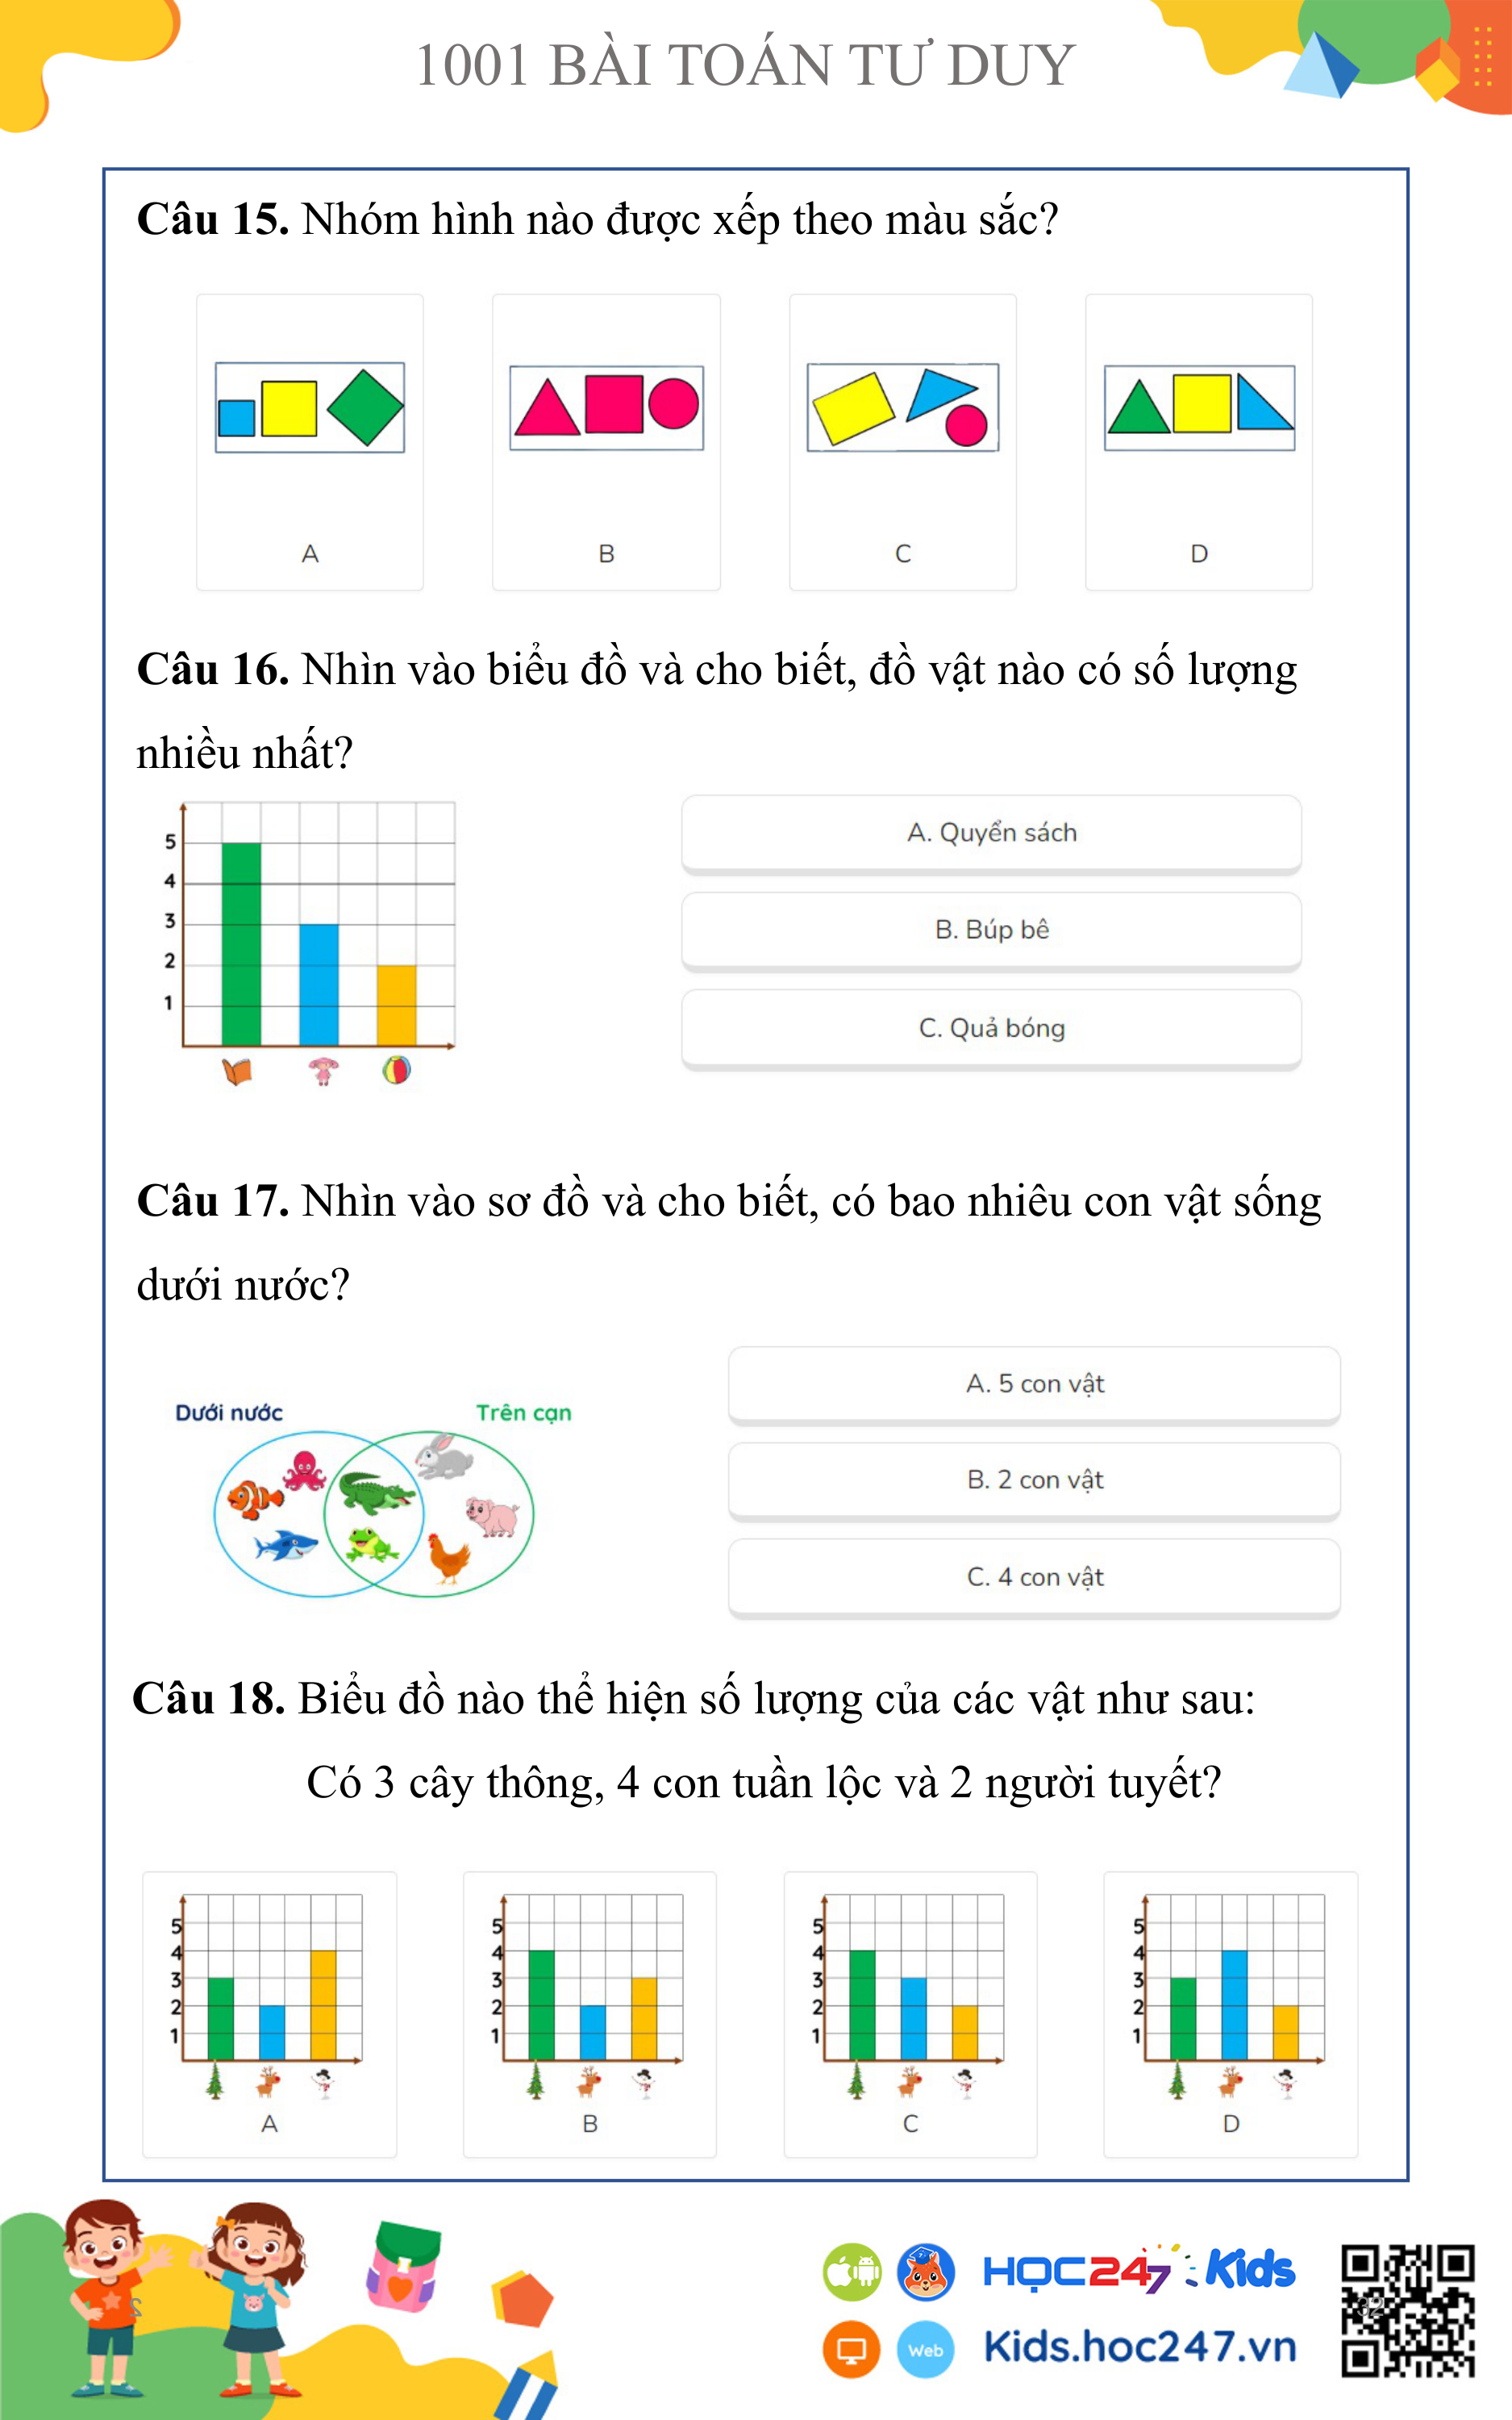 1001 BÀI TOÁN TƯ DUY
Câu 15. Nhóm hình nào được xếp theo màu sắc?
A
B
C
D
Câu 16. Nhìn vào biểu đồ và cho biết, đồ vật nào có số lượng
nhiều nhất?
5
4
3
2
1
A. Quyển sách
B. Búp bê
C. Quả bóng
Câu 17. Nhìn vào sơ đồ và cho biết, có bao nhiêu con vật sống
dưới nước?
Dưới nước
Trên cạn
A. 5 con vật
B. 2 con vật
C. 4 con vật
Câu 18. Biểu đồ nào thể hiện số lượng của các vật như sau:
Có 3 cây thông, 4 con tuần lộc và 2 người tuyết?
5
4
3
2
1
A
5
4
3
2
1
B
5
4
3
2
1
C
5
4
3
2
1
D
HỌC247 Kids
Web
Kids.hoc247.vn
32
2